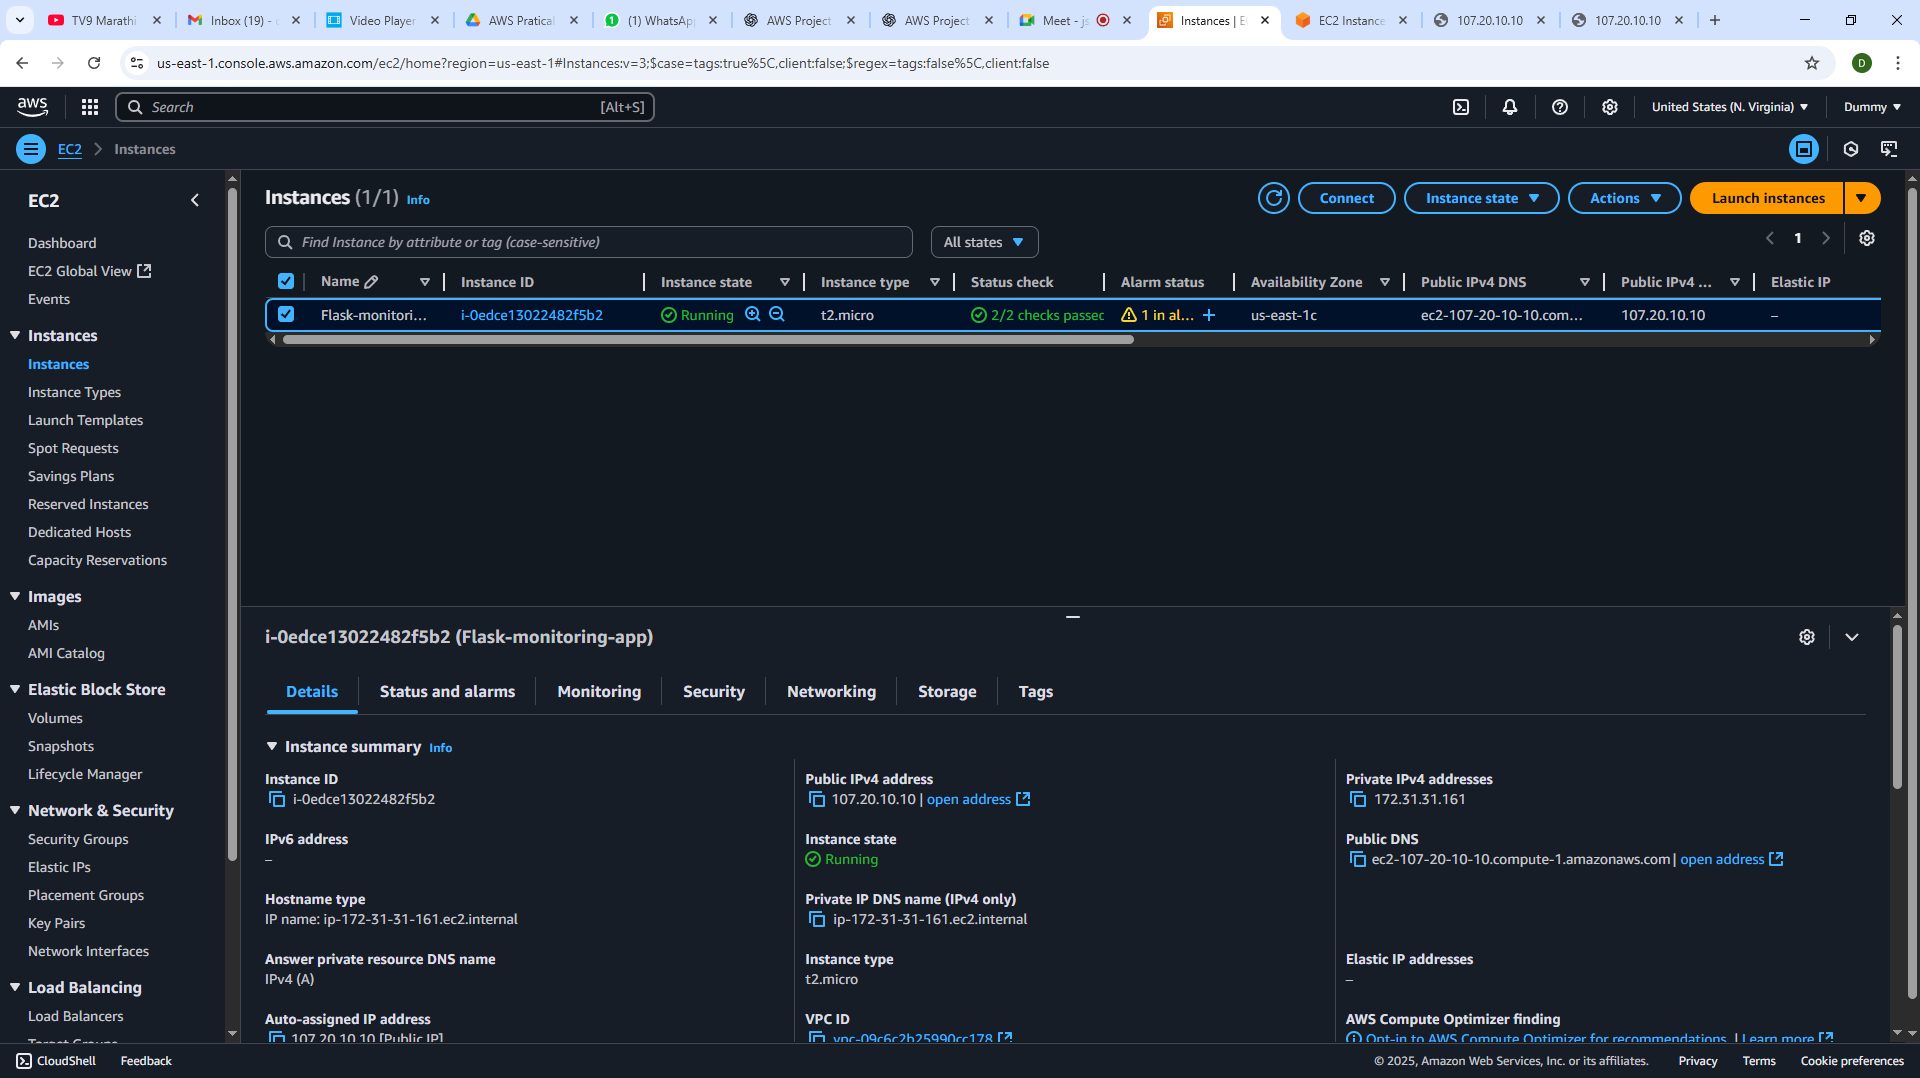 TV9 Marathi
Inbox (19) - c
Video Player
AWS Pratical
(1) WhatsApp
AWS Project
AWS Project
Meet - js
Instances | E
EC2 Instance
107.20.10.10
107.20.10.10
us-east-1.console.aws.amazon.com/ec2/home?region=us-east-1#Instances:v=3;$case=tags:true%5C,client:false;$regex=tags:false%5C,client:false
D
aws
Search
[Alt+S]
United States (N. Virginia)
Dummy
EC2
Instances
EC2
Dashboard
EC2 Global View
Events
Instances
Instances
Instance Types
Launch Templates
Spot Requests
Savings Plans
Reserved Instances
Dedicated Hosts
Capacity Reservations
Images
AMIs
AMI Catalog
Elastic Block Store
Volumes
Snapshots
Lifecycle Manager
Network & Security
Security Groups
Elastic IPs
Placement Groups
Key Pairs
Network Interfaces
Load Balancing
Load Balancers
Target Groups
Instances (1/1) Info
Connect
Instance state
Actions
Launch instances
Find Instance by attribute or tag (case-sensitive)
All states
1
Name Instance ID Instance state Instance type Status check Alarm status Availability Zone Public IPv4 DNS Public IPv4 ... Elastic IP
Flask-monitori... i-0edce13022482f5b2 Running t2.micro 2/2 checks passec 1 in al... + us-east-1c ec2-107-20-10-10.com... 107.20.10.10 –
i-0edce13022482f5b2 (Flask-monitoring-app)
Details
Status and alarms
Monitoring
Security
Networking
Storage
Tags
Instance summary Info
Instance ID
i-0edce13022482f5b2
Public IPv4 address
107.20.10.10 | open address
Private IPv4 addresses
172.31.31.161
IPv6 address
–
Instance state
Running
Public DNS
ec2-107-20-10-10.compute-1.amazonaws.com | open address
Hostname type
IP name: ip-172-31-31-161.ec2.internal
Private IP DNS name (IPv4 only)
ip-172-31-31-161.ec2.internal
Answer private resource DNS name
IPv4 (A)
Instance type
t2.micro
Elastic IP addresses
–
Auto-assigned IP address
107.20.10.10 [Public IP]
VPC ID
vpc-09c6c2b25990cc178
AWS Compute Optimizer finding
Opt-in to AWS Compute Optimizer for recommendations. | Learn more
CloudShell
Feedback
© 2025, Amazon Web Services, Inc. or its affiliates.
Privacy
Terms
Cookie preferences